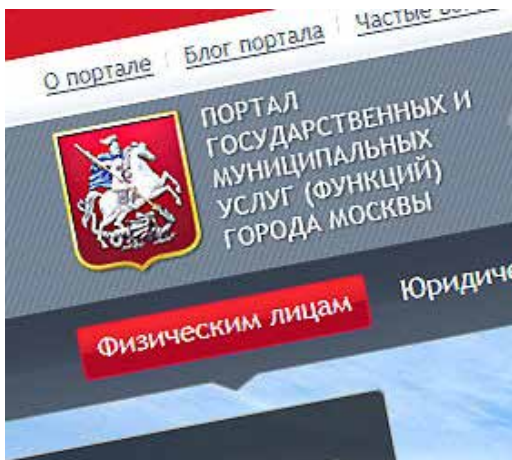 О портале Блог портала Частые
ПОРТАЛ
ГОСУДАРСТВЕННЫХ И
МУНИЦИПАЛЬНЫХ
УСЛУГ (ФУНКЦИЙ)
ГОРОДА МОСКВЫ
Физическим лицам